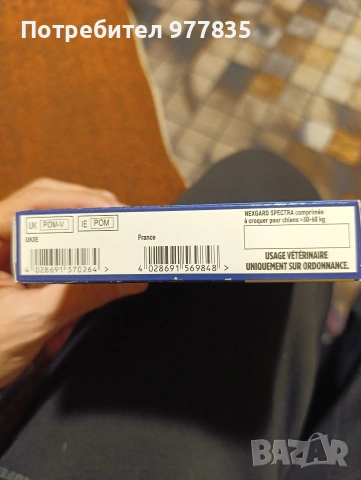 Потребител 977835
UK POM-V IE POM
UK/IE
4 028691 570264 >
France
4 028691 569848 >
NEXGARD SPECTRA comprimés
à croquer pour chiens >30-60 kg
USAGE VÉTÉRINAIRE
UNIQUEMENT SUR ORDONNANCE.
BAZAR